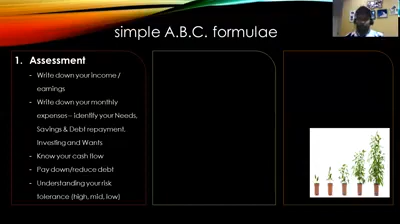 simple A.B.C. formulae
1. Assessment
- Write down your income /
earnings
- Write down your monthly
expenses – Identify your Needs,
Savings & Debt repayment,
Investing and Wants
- Know your cash flow
- Pay down/reduce debt
- Understanding your risk
tolerance (high, mid, low)